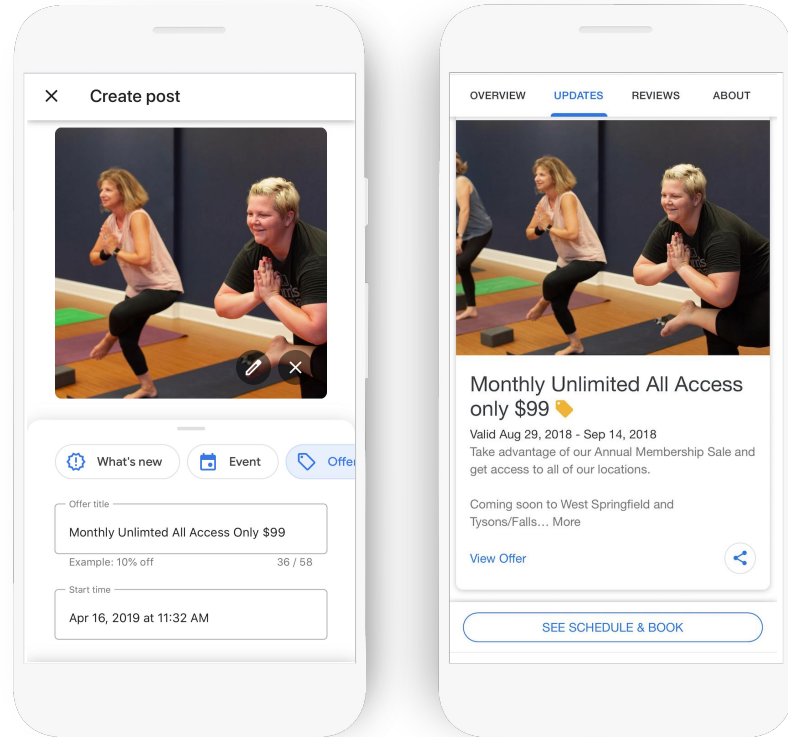 Create post
What's new
Event
Offer
Offer title
Monthly Unlimted All Access Only $99
Example: 10% off
36 / 58
Start time
Apr 16, 2019 at 11:32 AM
OVERVIEW
UPDATES
REVIEWS
ABOUT
Monthly Unlimited All Access
only $99
Valid Aug 29, 2018 - Sep 14, 2018
Take advantage of our Annual Membership Sale and
get access to all of our locations.
Coming soon to West Springfield and
Tysons/Falls... More
View Offer
SEE SCHEDULE & BOOK